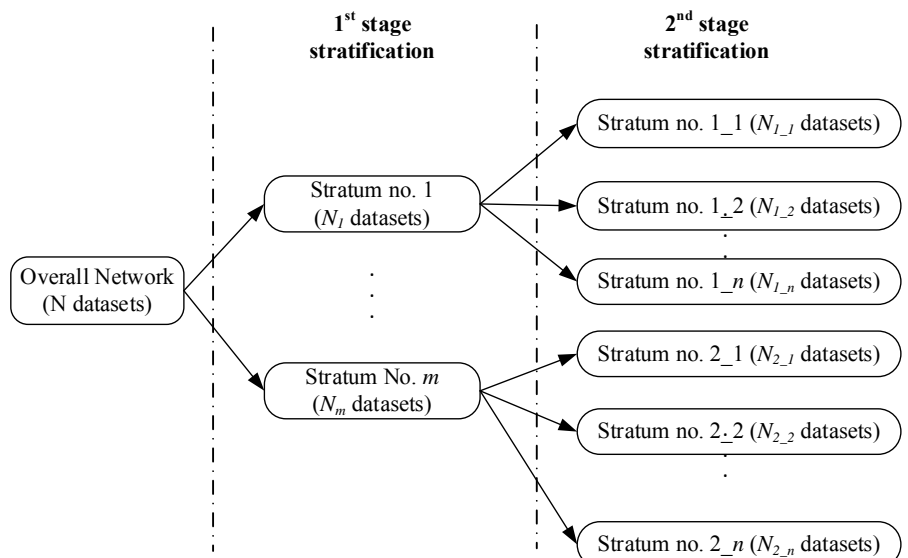 1st stage
stratification
2nd stage
stratification
Overall Network
(N datasets)
Stratum no. 1
(N1 datasets)
Stratum No. m
(Nm datasets)
Stratum no. 1_1 (N1_1 datasets)
Stratum no. 1_2 (N1_2 datasets)
Stratum no. 1_n (N1_n datasets)
Stratum no. 2_1 (N2_1 datasets)
Stratum no. 2_2 (N2_2 datasets)
Stratum no. 2_n (N2_n datasets)